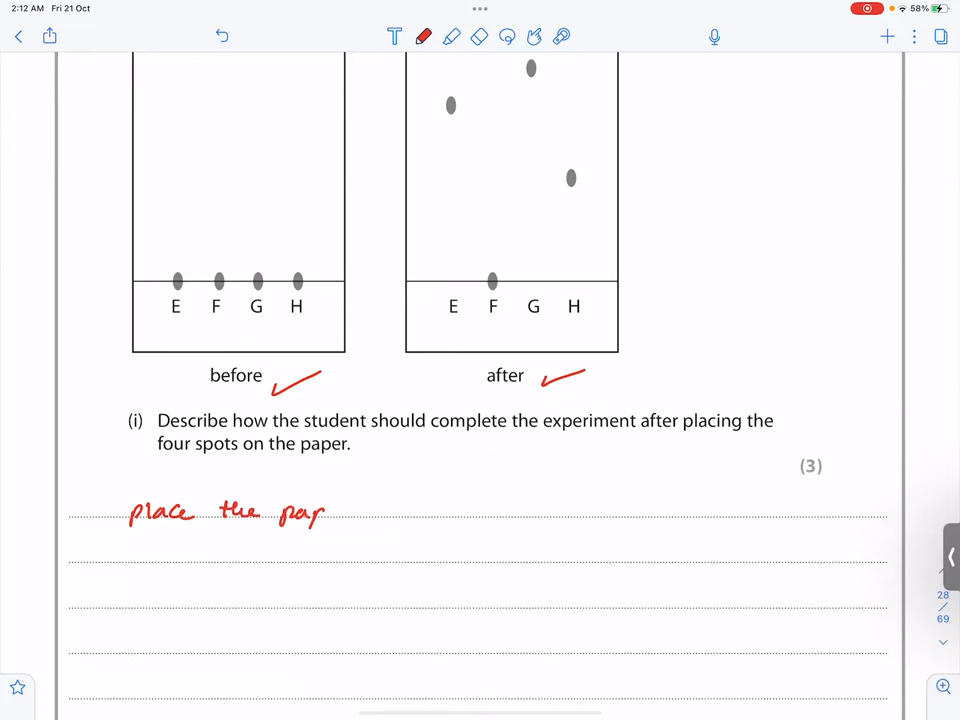 2:12 AM Fri 21 Oct
58%
E F G H
E F G H
before
after
(i) Describe how the student should complete the experiment after placing the
four spots on the paper.
(3)
place the pap
28
/
69